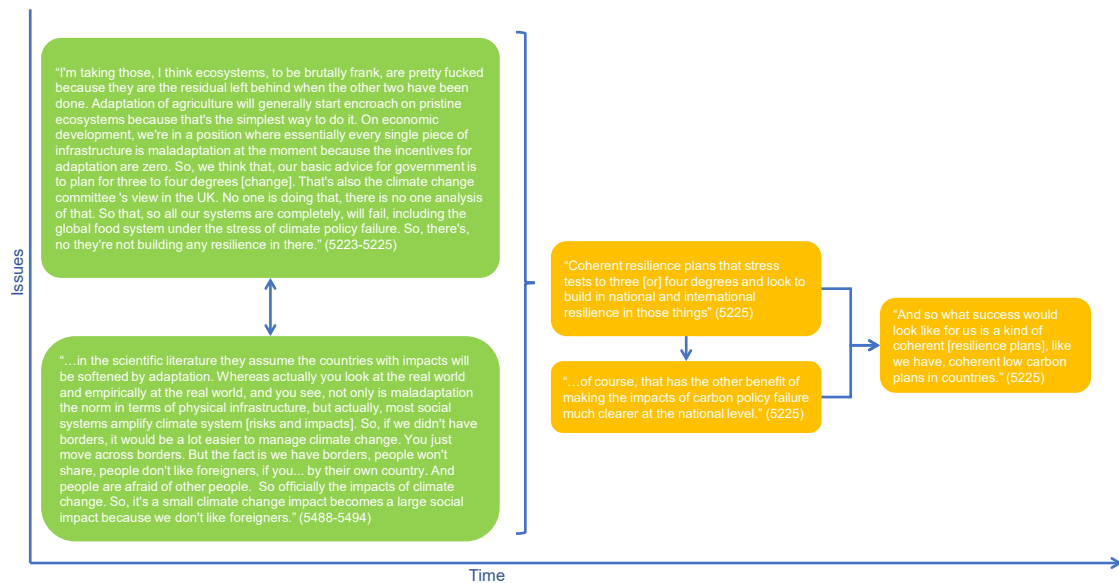 “I'm taking those, I think ecosystems, to be brutally frank, are pretty fucked
because they are the residual left behind when the other two have been
done. Adaptation of agriculture will generally start encroach on pristine
ecosystems because that's the simplest way to do it. On economic
development, we're in a position where essentially every single piece of
infrastructure is maladaptation at the moment because the incentives for
adaptation are zero. So, we think that, our basic advice for government is
to plan for three to four degrees [change]. That's also the climate change
committee 's view in the UK. No one is doing that, there is no one analysis
of that. So that, so all our systems are completely, will fail, including the
global food system under the stress of climate policy failure. So, there's,
no they're not building any resilience in there.” (5223-5225)
Issues
“Coherent resilience plans that stress
tests to three [or] four degrees and look to
build in national and international
resilience in those things” (5225)
“And so what success would
look like for us is a kind of
coherent [resilience plans], like
we have, coherent low carbon
plans in countries.” (5225)
“…in the scientific literature they assume the countries with impacts will
be softened by adaptation. Whereas actually you look at the real world
and empirically at the real world, and you see, not only is maladaptation
the norm in terms of physical infrastructure, but actually, most social
systems amplify climate system [risks and impacts]. So, if we didn't have
borders, it would be a lot easier to manage climate change. You just
move across borders. But the fact is we have borders, people won't
share, people don't like foreigners, if you... by their own country. And
people are afraid of other people.  So officially the impacts of climate
change. So, it's a small climate change impact becomes a large social
impact because we don't like foreigners.” (5488-5494)
“…of course, that has the other benefit of
making the impacts of carbon policy failure
much clearer at the national level.” (5225)
Time